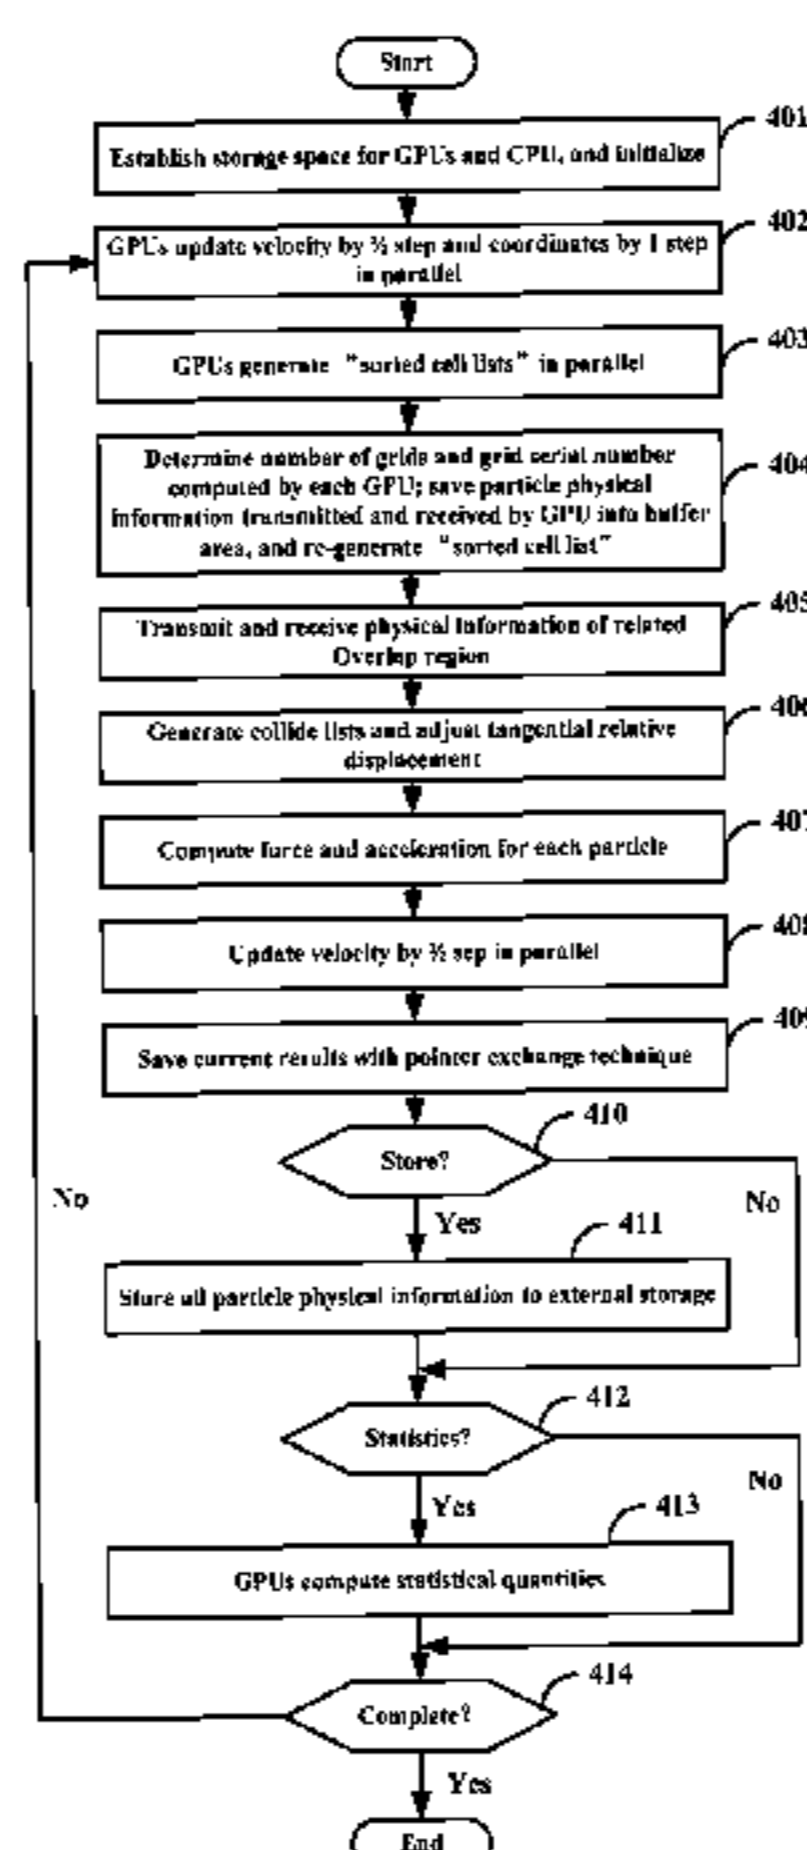 Start
401
Establish storage space for GPUs and CPU, and initialize
402
GPUs update velocity by ½ step and coordinates by 1 step
in parallel
403
GPUs generate “sorted cell lists” in parallel
404
Determine number of grids and grid serial number
computed by each GPU; save particle physical
information transmitted and received by GPU into buffer
area, and re-generate “sorted cell list”
405
Transmit and receive physical information of related
Overlap region
406
Generate collide lists and adjust tangential relative
displacement
407
Compute force and acceleration for each particle
408
Update velocity by ½ sep in parallel
409
Save current results with pointer exchange technique
410
Store?
No
No
Yes
411
Store all particle physical information to external storage
412
Statistics?
No
Yes
413
GPUs compute statistical quantities
414
Complete?
Yes
End